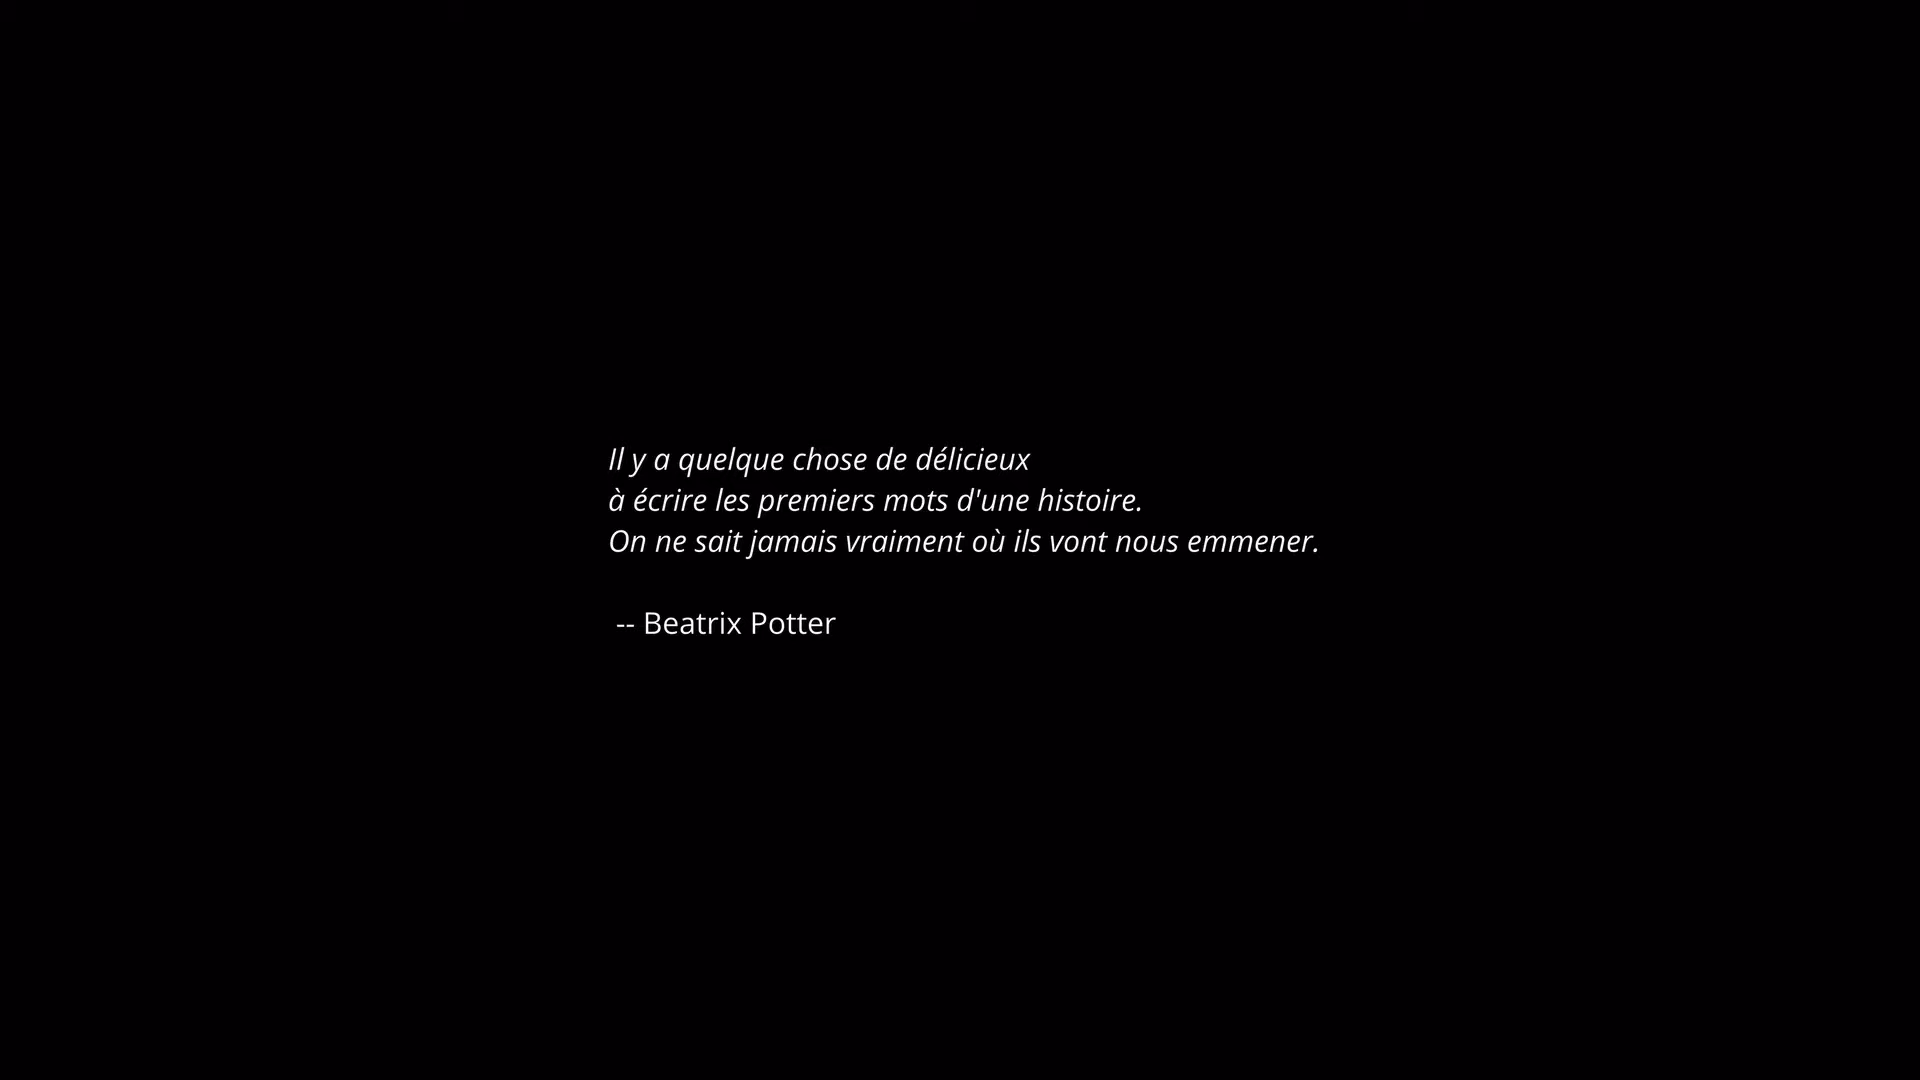 Il y a quelque chose de délicieux
à écrire les premiers mots d'une histoire.
On ne sait jamais vraiment où ils vont nous emmener.
-- Beatrix Potter